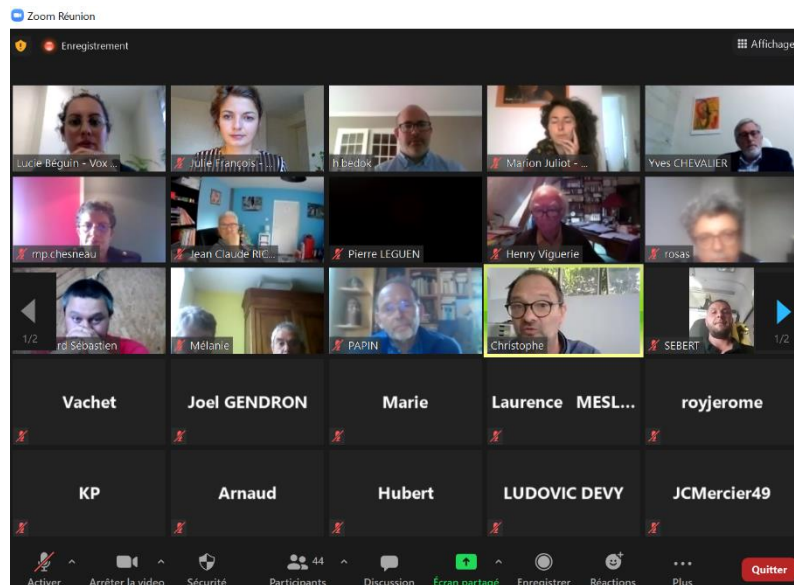 Zoom Réunion
Enregistrement
Affichage
Lucie Béguin - Vox ...
Julie François - ...
h bedok
Marion Juliot - ...
Yves CHEVALIER
mp.chesneau
Jean Claude RIC...
Pierre LEGUEN
Henry Viguerie
rosas
1/2
rd Sébastien
Mélanie
PAPIN
Christophe
SEBERT
1/2
Vachet
Joel GENDRON
Marie
Laurence MESL...
royjerome
KP
Arnaud
Hubert
LUDOVIC DEVY
JCMercier49
44
Activer
Arrêter la video
Sécurité
Participants
Discussion
Écran partagé
Enregistrer
Réactions
Plus
Quitter